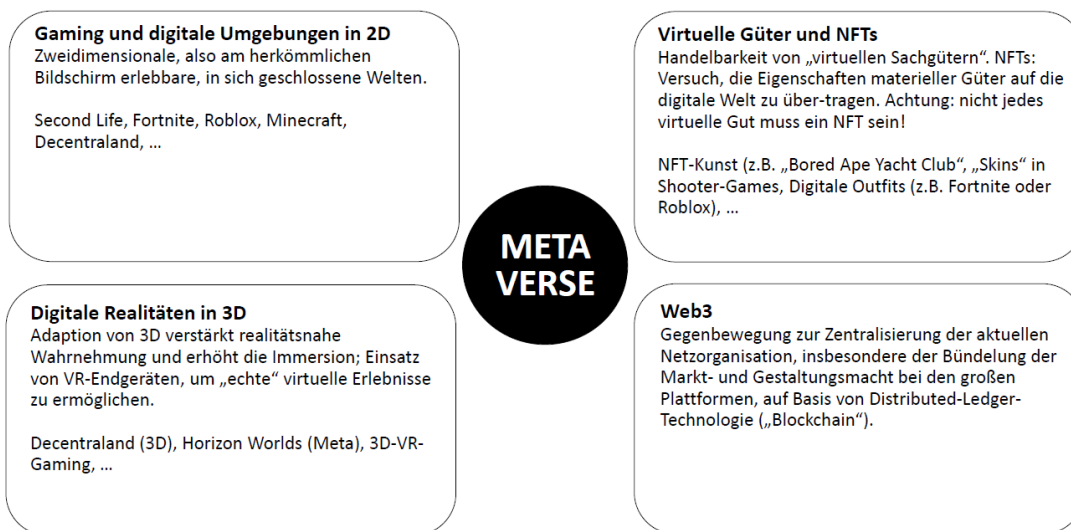 Gaming und digitale Umgebungen in 2D
Zweidimensionale, also am herkömmlichen
Bildschirm erlebbare, in sich geschlossene Welten.
Second Life, Fortnite, Roblox, Minecraft,
Decentraland, ...
Virtuelle Güter und NFTs
Handelbarkeit von „virtuellen Sachgütern“. NFTs:
Versuch, die Eigenschaften materieller Güter auf die
digitale Welt zu über-tragen. Achtung: nicht jedes
virtuelle Gut muss ein NFT sein!
NFT-Kunst (z.B. „Bored Ape Yacht Club“, „Skins“ in
Shooter-Games, Digitale Outfits (z.B. Fortnite oder
Roblox), ...
META
VERSE
Digitale Realitäten in 3D
Adaption von 3D verstärkt realitätsnahe
Wahrnehmung und erhöht die Immersion; Einsatz
von VR-Endgeräten, um „echte“ virtuelle Erlebnisse
zu ermöglichen.
Decentraland (3D), Horizon Worlds (Meta), 3D-VR-
Gaming, ...
Web3
Gegenbewegung zur Zentralisierung der aktuellen
Netzorganisation, insbesondere der Bündelung der
Markt- und Gestaltungsmacht bei den großen
Plattformen, auf Basis von Distributed-Ledger-
Technologie („Blockchain“).